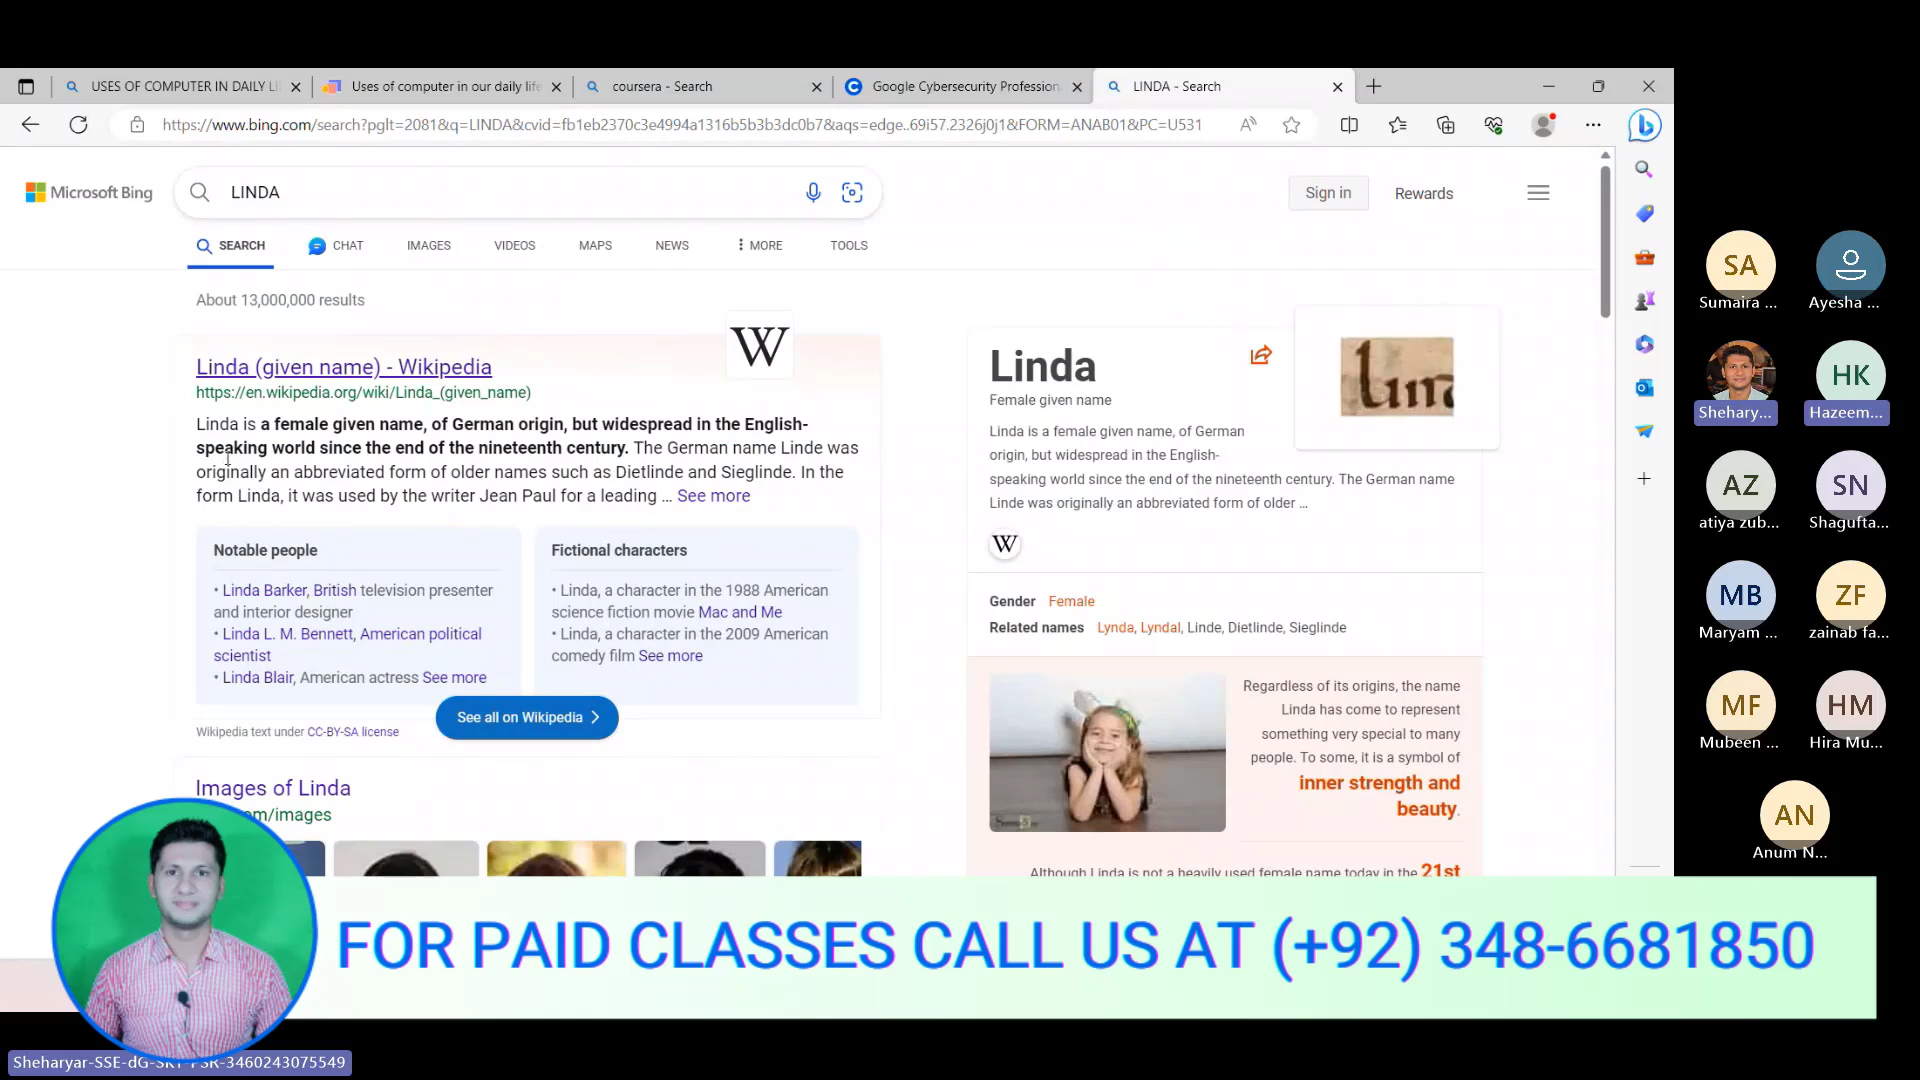 USES OF COMPUTER IN DAILY LI
Uses of computer in our daily life
coursera - Search
Google Cybersecurity Profession
LINDA - Search
https://www.bing.com/search?pglt=2081&q=LINDA&cvid=fb1eb2370c3e4994a1316b5b3b3dc0b7&aqs=edge..69i57.2326j0j1&FORM=ANAB01&PC=U531
Microsoft Bing
LINDA
Sign in
Rewards
SEARCH
CHAT
IMAGES
VIDEOS
MAPS
NEWS
MORE
TOOLS
About 13,000,000 results
W
Linda (given name) - Wikipedia
https://en.wikipedia.org/wiki/Linda_(given_name)
Linda is a female given name, of German origin, but widespread in the English-
speaking world since the end of the nineteenth century. The German name Linde was
originally an abbreviated form of older names such as Dietlinde and Sieglinde. In the
form Linda, it was used by the writer Jean Paul for a leading ... See more
Notable people
• Linda Barker, British television presenter
and interior designer
• Linda L. M. Bennett, American political
scientist
• Linda Blair, American actress See more
Fictional characters
• Linda, a character in the 1988 American
science fiction movie Mac and Me
• Linda, a character in the 2009 American
comedy film See more
See all on Wikipedia
Wikipedia text under CC-BY-SA license
Images of Linda
om/images
Linda
Female given name
Linda is a female given name, of German
origin, but widespread in the English-
speaking world since the end of the nineteenth century. The German name
Linde was originally an abbreviated form of older ...
W
Gender Female
Related names Lynda, Lyndal, Linde, Dietlinde, Sieglinde
Regardless of its origins, the name
Linda has come to represent
something very special to many
people. To some, it is a symbol of
inner strength and
beauty.
Although Linda is not a heavily used female name today in the 21st
SA
Sumaira ...
Ayesha ...
Shehary...
HK
Hazeem...
AZ
atiya zub...
SN
Shagufta...
MB
Maryam ...
ZF
zainab fa...
MF
Mubeen ...
HM
Hira Mu...
AN
Anum N...
FOR PAID CLASSES CALL US AT (+92) 348-6681850